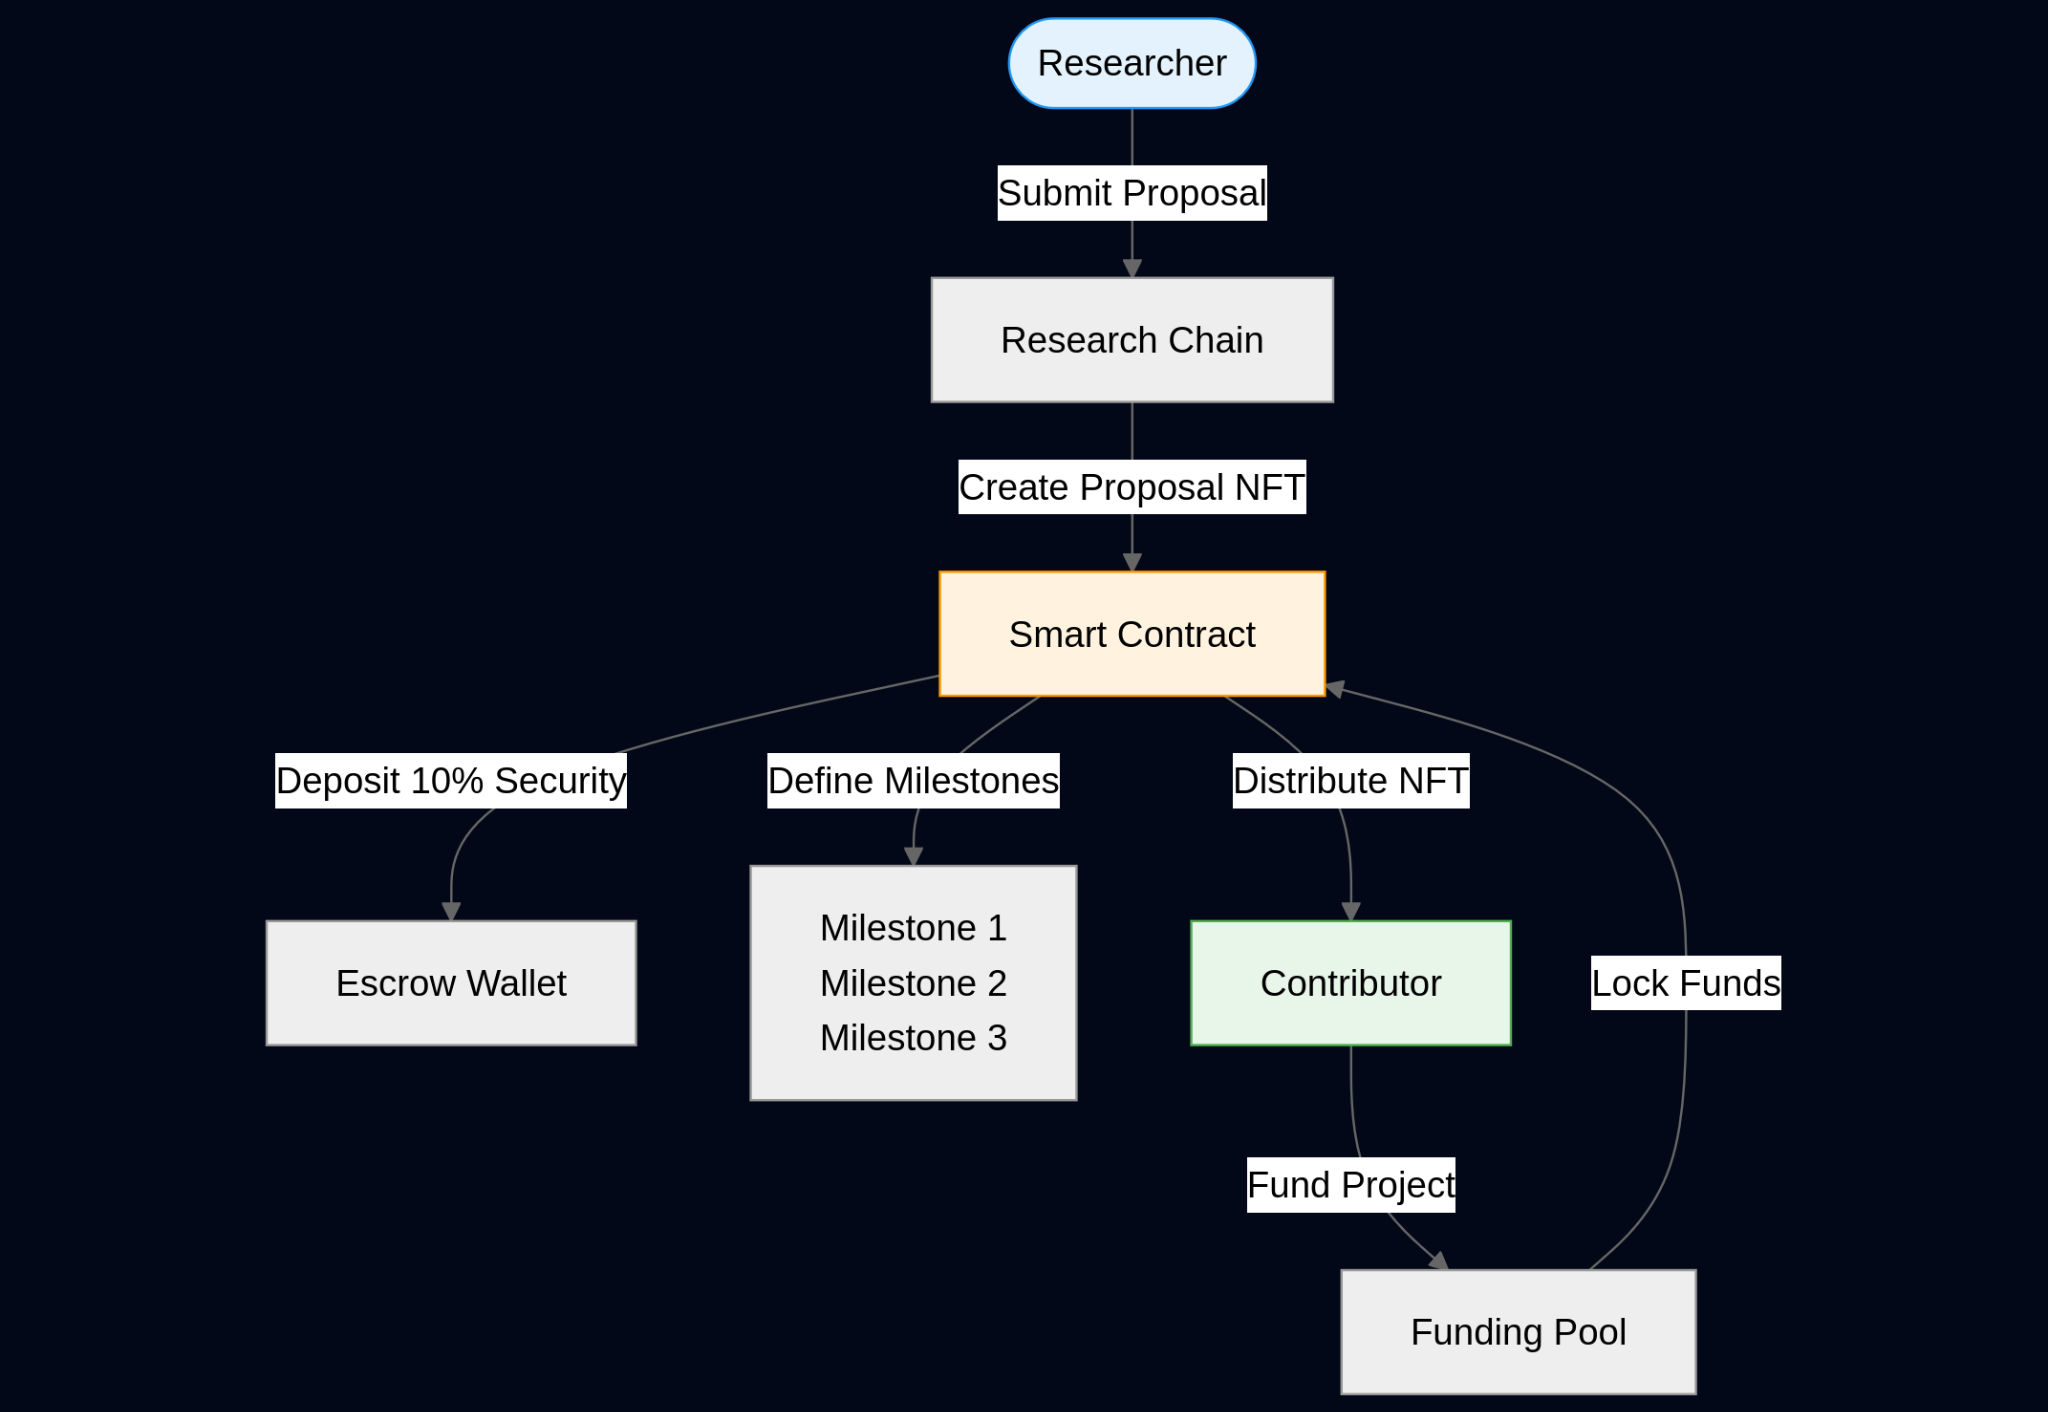 Researcher
Submit Proposal
Research Chain
Create Proposal NFT
Smart Contract
Deposit 10% Security
Define Milestones
Distribute NFT
Escrow Wallet
Milestone 1
Milestone 2
Milestone 3
Contributor
Lock Funds
Fund Project
Funding Pool